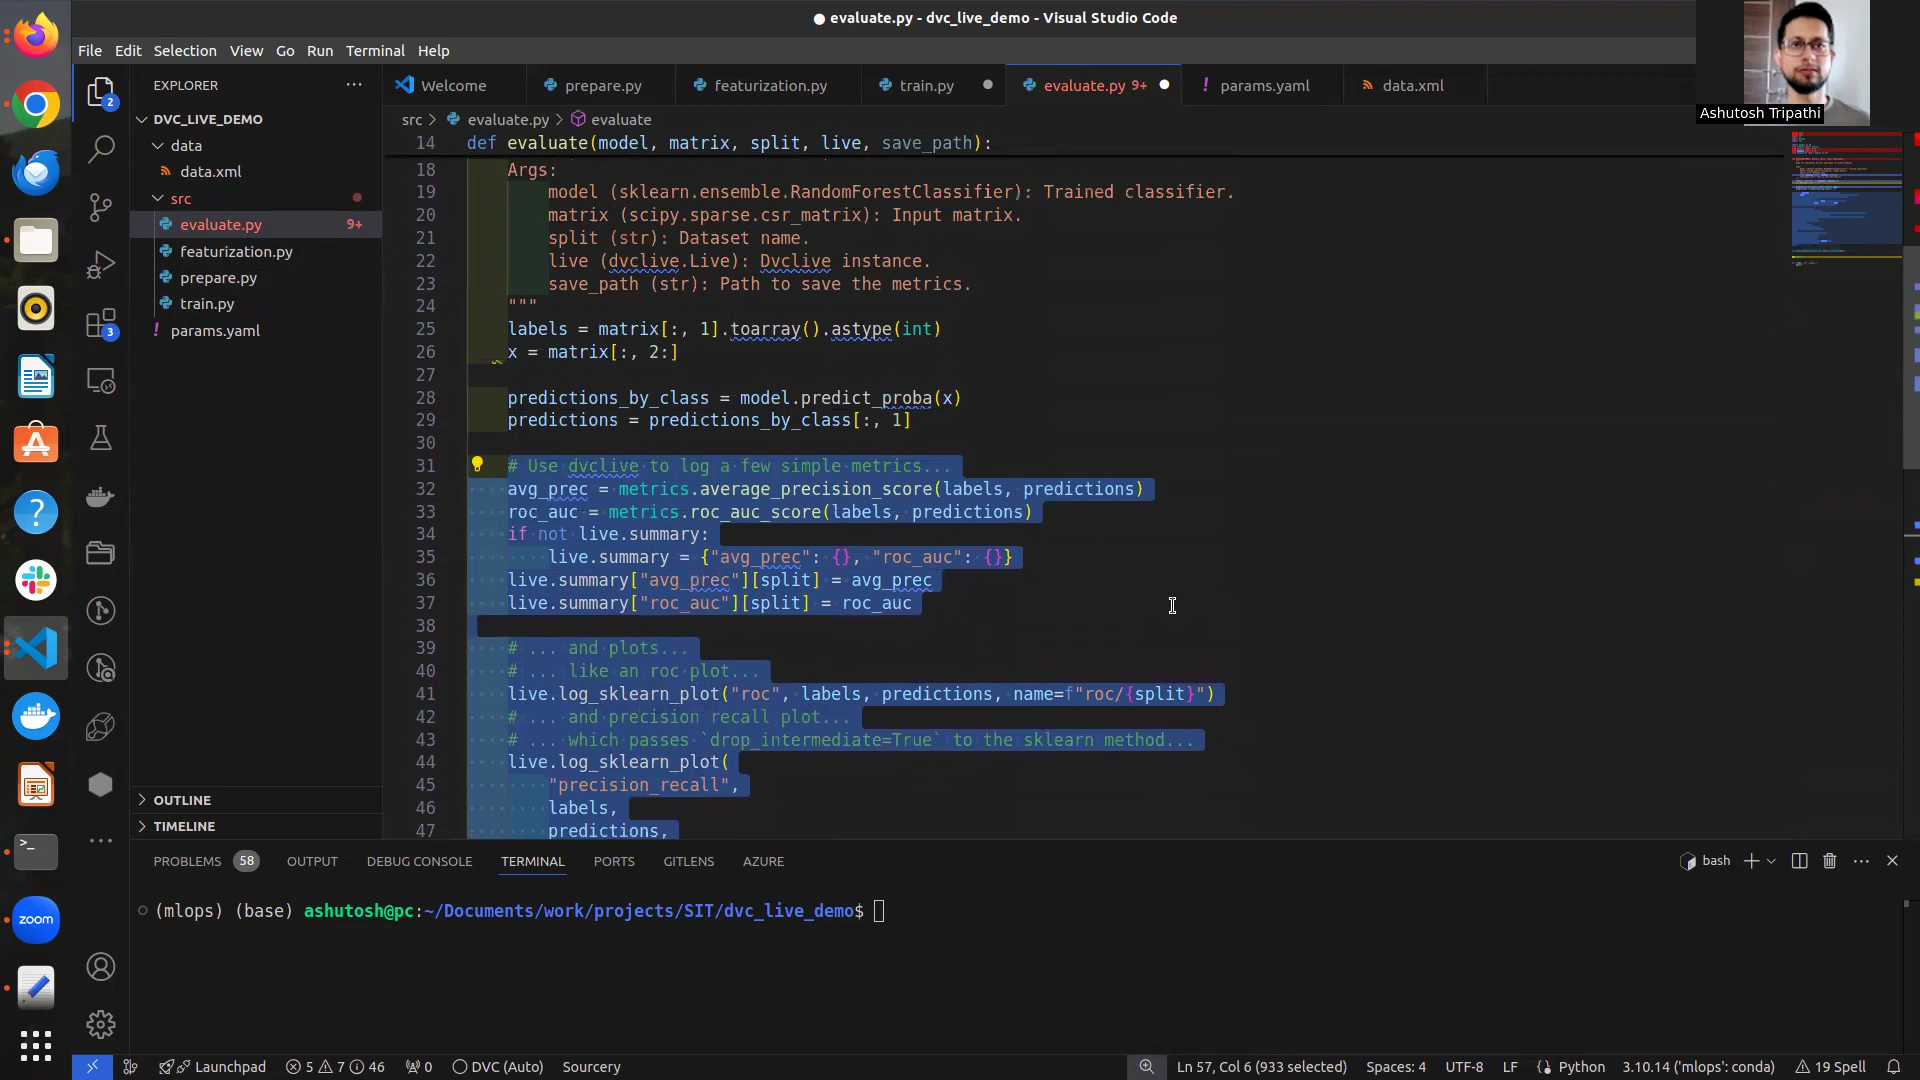 evaluate.py - dvc_live_demo - Visual Studio Code
File Edit Selection View Go Run Terminal Help
Ashutosh Tripathi
EXPLORER
Welcome prepare.py featurization.py train.py evaluate.py 9+ params.yaml data.xml
src > evaluate.py > evaluate
DVC_LIVE_DEMO
data
data.xml
src
evaluate.py 9+
featurization.py
prepare.py
train.py
params.yaml
OUTLINE
TIMELINE
2
3
14 def evaluate(model, matrix, split, live, save_path):
18 Args:
19 model (sklearn.ensemble.RandomForestClassifier): Trained classifier.
20 matrix (scipy.sparse.csr_matrix): Input matrix.
21 split (str): Dataset name.
22 live (dvclive.Live): Dvclive instance.
23 save_path (str): Path to save the metrics.
24 """
25 labels = matrix[:, 1].toarray().astype(int)
26 x = matrix[:, 2:]
27
28 predictions_by_class = model.predict_proba(x)
29 predictions = predictions_by_class[:, 1]
30
31 # Use dvclive to log a few simple metrics...
32 avg_prec = metrics.average_precision_score(labels, predictions)
33 roc_auc = metrics.roc_auc_score(labels, predictions)
34 if not live.summary:
35 live.summary = {"avg_prec": {}, "roc_auc": {}}
36 live.summary["avg_prec"][split] = avg_prec
37 live.summary["roc_auc"][split] = roc_auc
38
39 # ... and plots...
40 # ... like an roc plot...
41 live.log_sklearn_plot("roc", labels, predictions, name=f"roc/{split}")
42 # ... and precision recall plot...
43 # ... which passes `drop_intermediate=True` to the sklearn method...
44 live.log_sklearn_plot(
45 "precision_recall",
46 labels,
47 predictions,
PROBLEMS 58 OUTPUT DEBUG CONSOLE TERMINAL PORTS GITLENS AZURE
bash
(mlops) (base) ashutosh@pc:~/Documents/work/projects/SIT/dvc_live_demo$
zoom
Launchpad 5 7 46 0 DVC (Auto) Sourcery
Ln 57, Col 6 (933 selected) Spaces: 4 UTF-8 LF Python 3.10.14 ('mlops': conda) 19 Spell